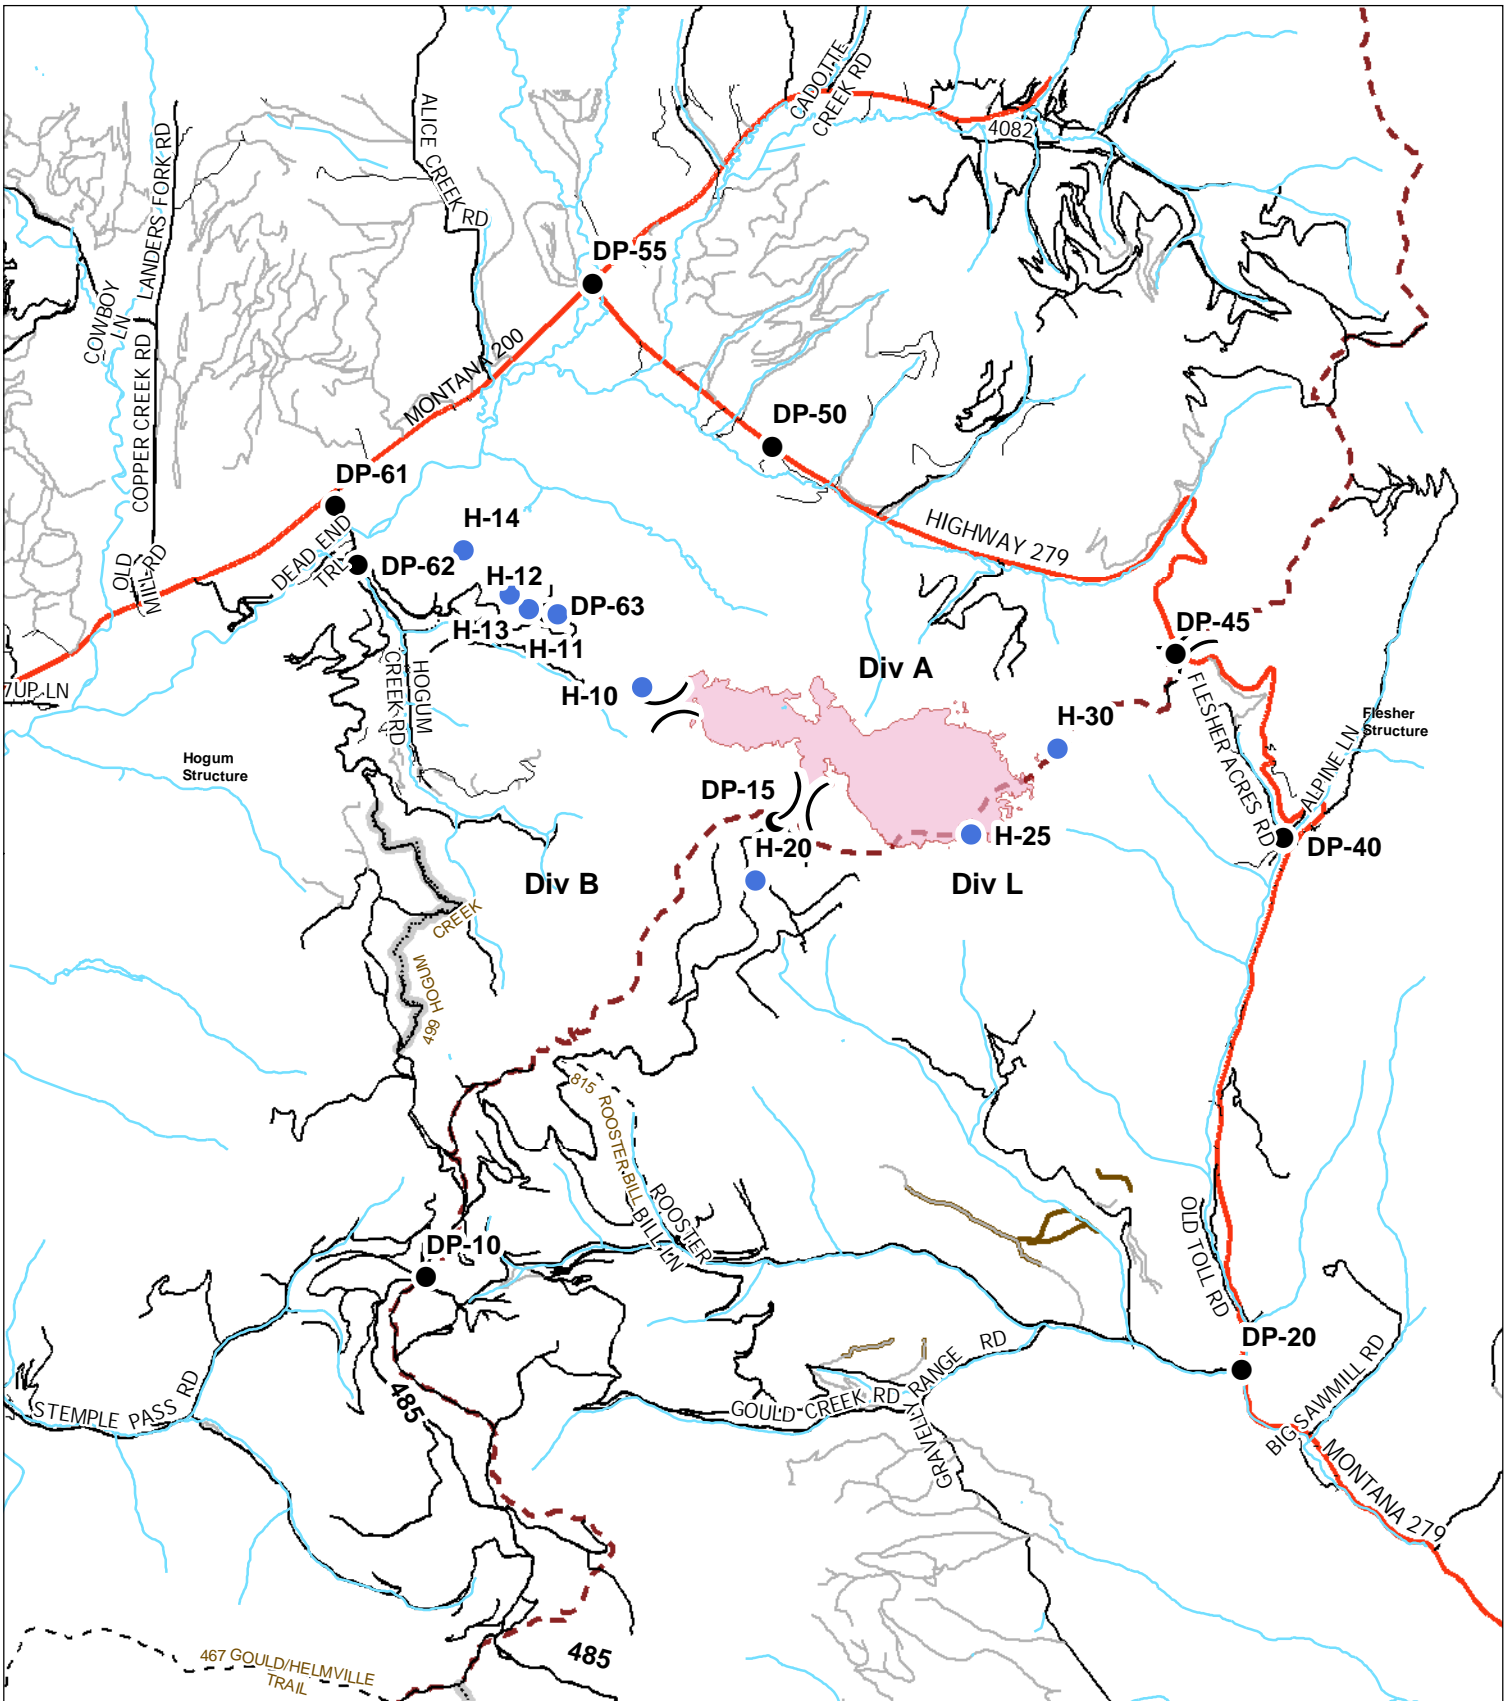 CADOTTE
CREEK RD
4082
ALICE CREEK RD
LANDERS FORK RD
COWBOY
LN
COPPER CREEK RD
DP-55
MONTANA 200
DP-50
DP-61
HIGHWAY 279
H-14
OLD
MILL RD
DEAD END
TRL
DP-62
H-12
DP-63
H-13
H-11
DP-45
7UP LN
HOGUM
CREEK RD
H-10
Div A
H-30
Flesher
Structure
FLESHER ACRES RD
ALPINE LN
Hogum
Structure
DP-15
H-20
H-25
DP-40
Div B
Div L
CREEK
499 HOGUM
815 ROOSTER BILL
ROOSTER
BILL LN
DP-10
OLD TOLL RD
DP-20
STEMPLE PASS RD
485
GOULD CREEK RD
GRAVELLY RANGE RD
BIG SAWMILL RD
MONTANA 279
467 GOULD/HELMVILLE
TRAIL
485